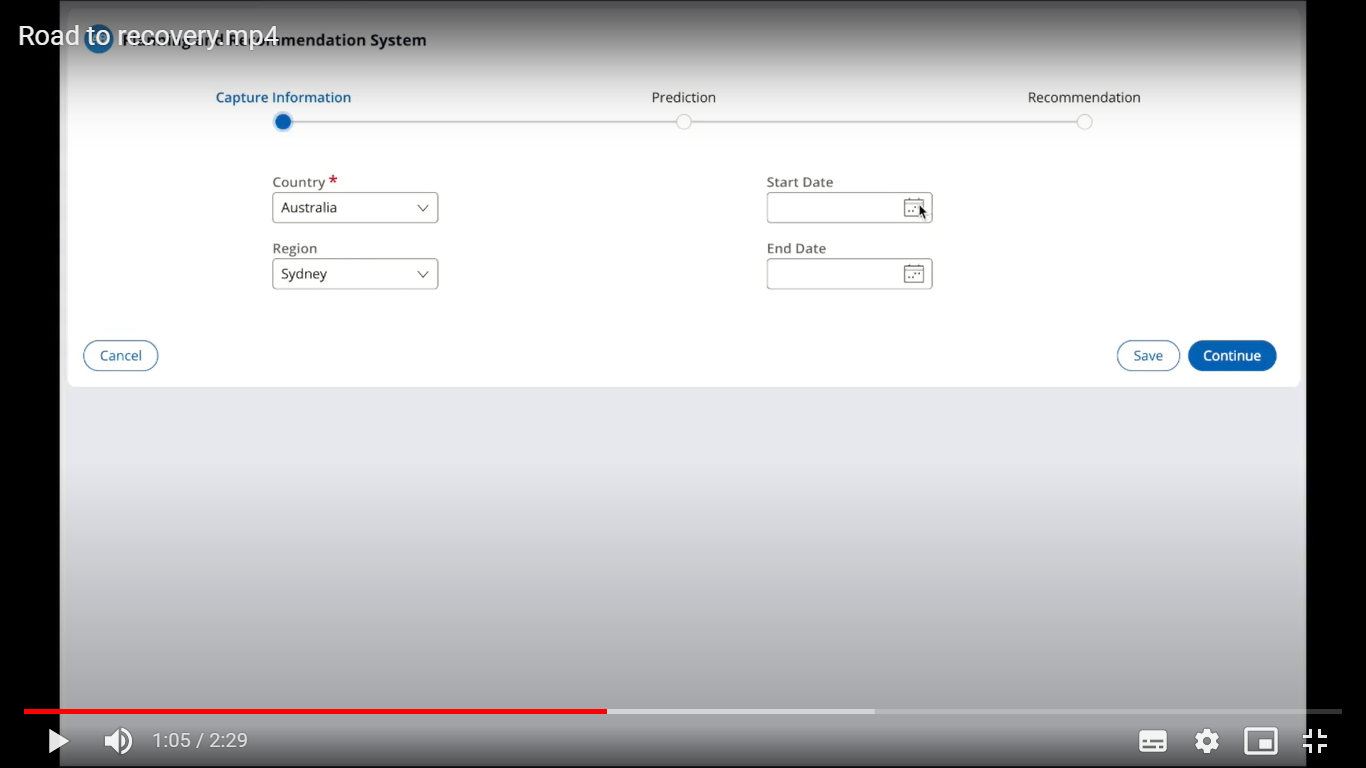 Road to recovery.mp4
Recommendation System
Capture Information
Prediction
Recommendation
Country *
Start Date
Australia
Region
End Date
Sydney
Cancel
Save
Continue
1:05 / 2:29